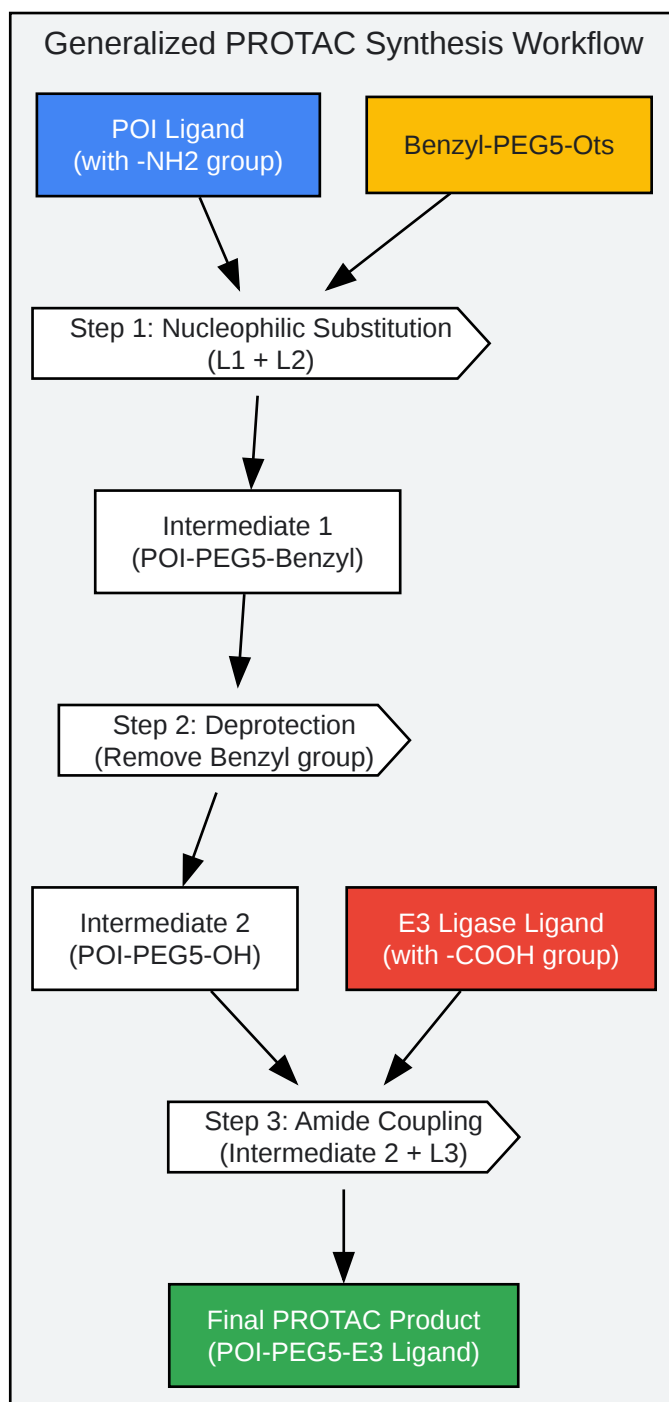 Generalized PROTAC Synthesis Workflow
POI Ligand
(with -NH2 group)
Benzyl-PEG5-Ots
Step 1: Nucleophilic Substitution
(L1 + L2)
Intermediate 1
(POI-PEG5-Benzyl)
Step 2: Deprotection
(Remove Benzyl group)
Intermediate 2
(POI-PEG5-OH)
E3 Ligase Ligand
(with -COOH group)
Step 3: Amide Coupling
(Intermediate 2 + L3)
Final PROTAC Product
(POI-PEG5-E3 Ligand)